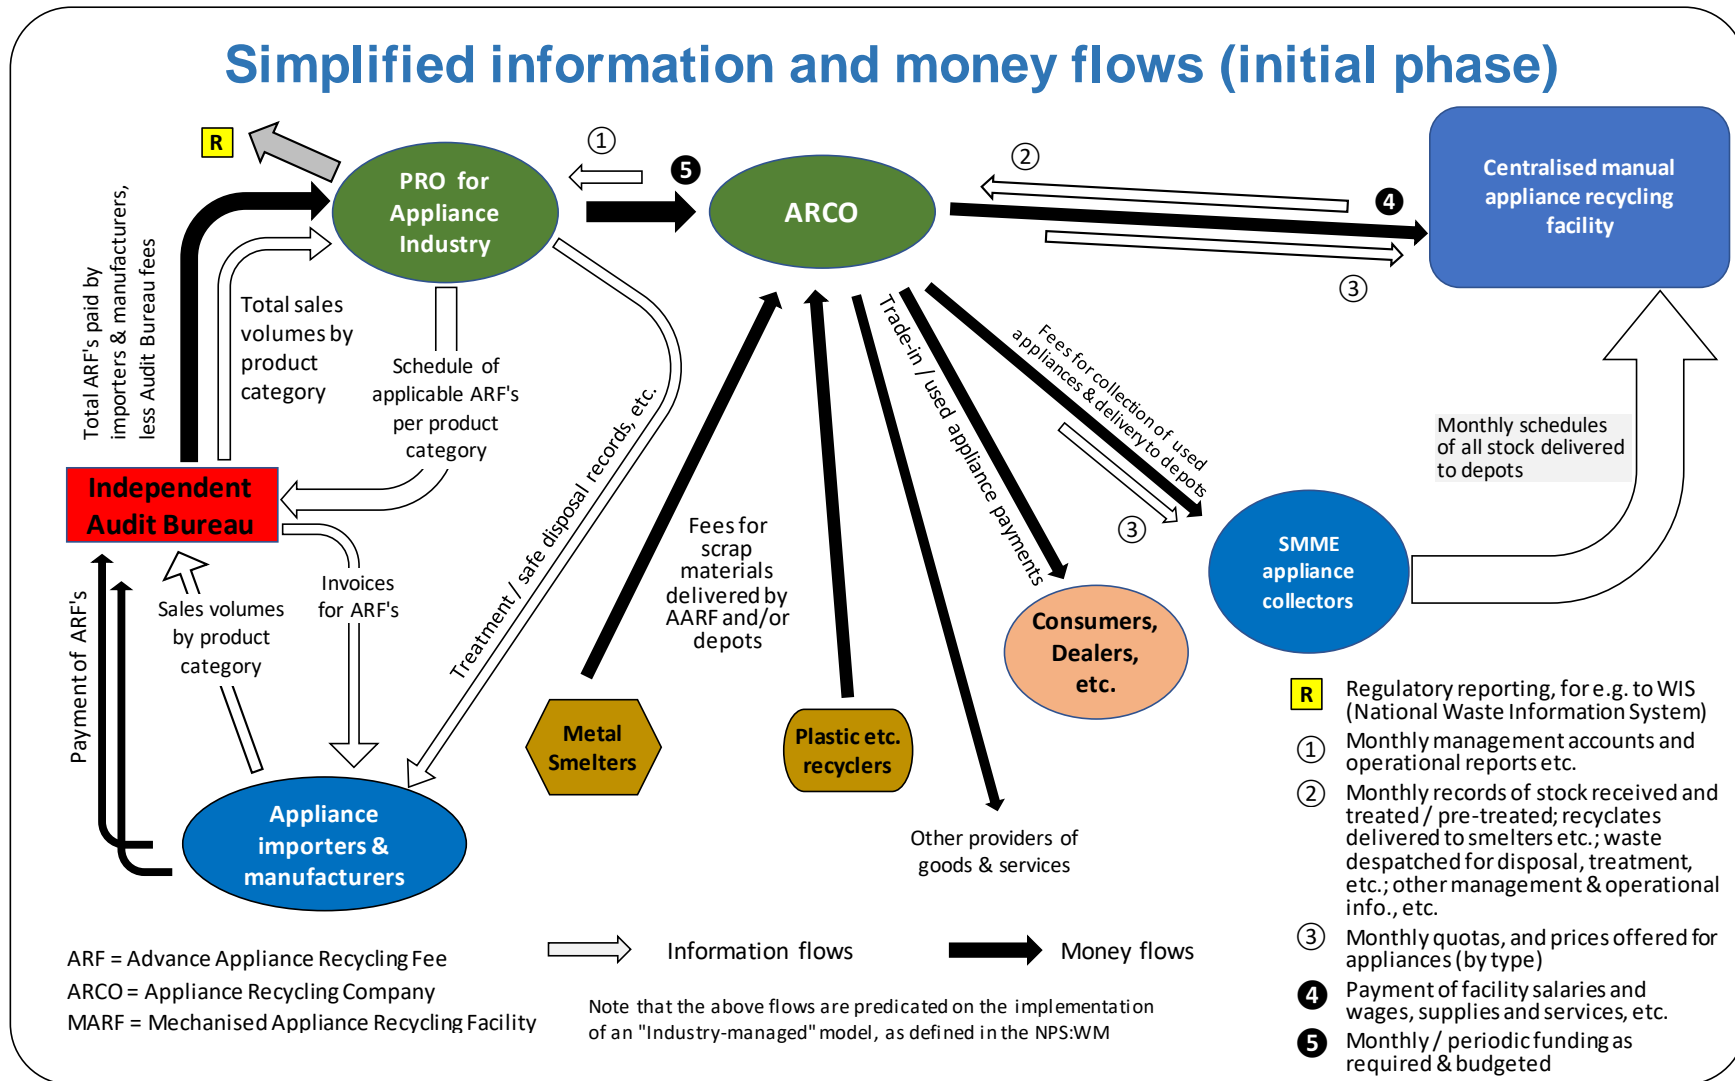 Simplified information and money flows (initial phase)
R
①
❺
②
❹
③
PRO for
Appliance
Industry
ARCO
Centralised manual
appliance recycling
facility
Total ARF's paid by
importers & manufacturers,
less Audit Bureau fees
Total sales
volumes by
product
category
Schedule of
applicable ARF's
per product
category
Treatment / safe disposal records, etc.
Trade-in / used appliance payments
Fees for collection of used
appliances & delivery to depots
③
Monthly schedules
of all stock delivered
to depots
Independent
Audit Bureau
Payment of ARF's
Sales volumes
by product
category
Invoices
for ARF's
Fees for
scrap
materials
delivered by
AARF and/or
depots
SMME
appliance
collectors
Consumers,
Dealers,
etc.
Metal
Smelters
Plastic etc.
recyclers
Other providers of
goods & services
Appliance
importers &
manufacturers
R Regulatory reporting, for e.g. to WIS
(National Waste Information System)
① Monthly management accounts and
operational reports etc.
② Monthly records of stock received and
treated / pre-treated; recyclates
delivered to smelters etc.; waste
despatched for disposal, treatment,
etc.; other management & operational
info., etc.
③ Monthly quotas, and prices offered for
appliances (by type)
❹ Payment of facility salaries and
wages, supplies and services, etc.
❺ Monthly / periodic funding as
required & budgeted
ARF = Advance Appliance Recycling Fee
ARCO = Appliance Recycling Company
MARF = Mechanised Appliance Recycling Facility
Information flows
Money flows
Note that the above flows are predicated on the implementation
of an "Industry-managed" model, as defined in the NPS:WM